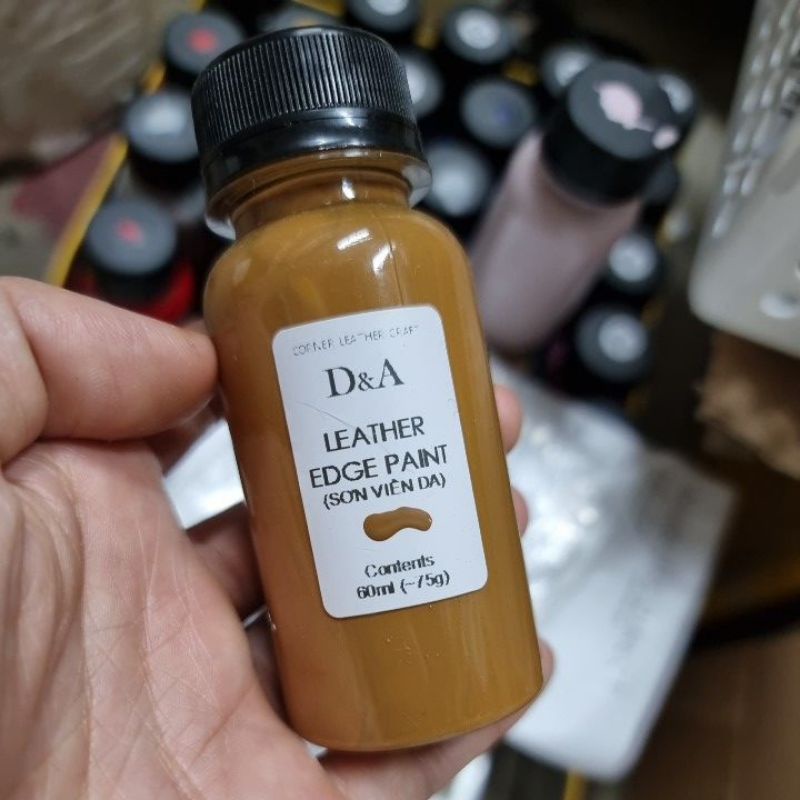 CORNER LEATHER CRAFT
D&A
LEATHER
EDGE PAINT
(SƠN VIỀN DA)
Contents
60ml (~75g)